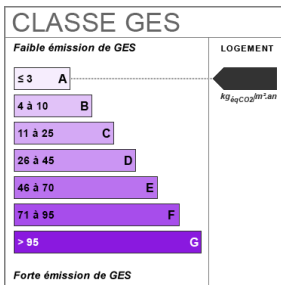 CLASSE GES
Faible émission de GES
LOGEMENT
≤ 3 A
4 à 10 B
11 à 25 C
26 à 45 D
46 à 70 E
71 à 95 F
> 95 G
kgéqCO2/m².an
Forte émission de GES